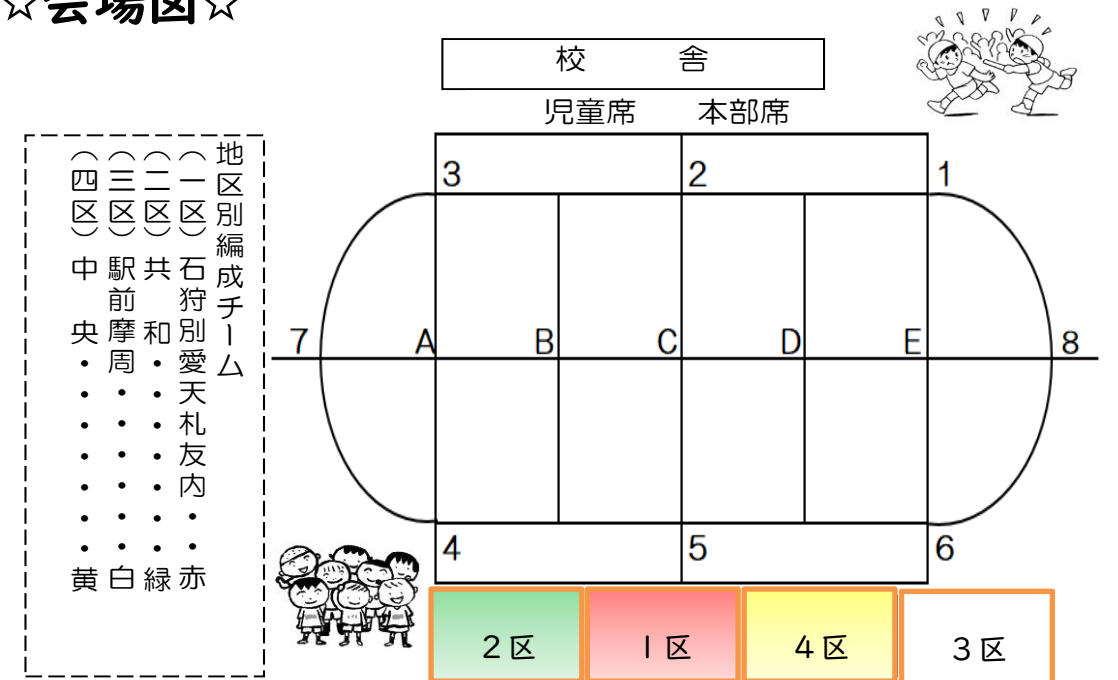 ☆会場図☆
校　　舎
児童席　本部席
地区別編成チーム
（一区）石狩別愛天札友内・・赤
（二区）共　和・・・・・・・緑
（三区）駅前摩周・・・・・・白
（四区）中　央・・・・・・・黄
3 2 1
7 A B C D E 8
4 5 6
2区 1区 4区 3区